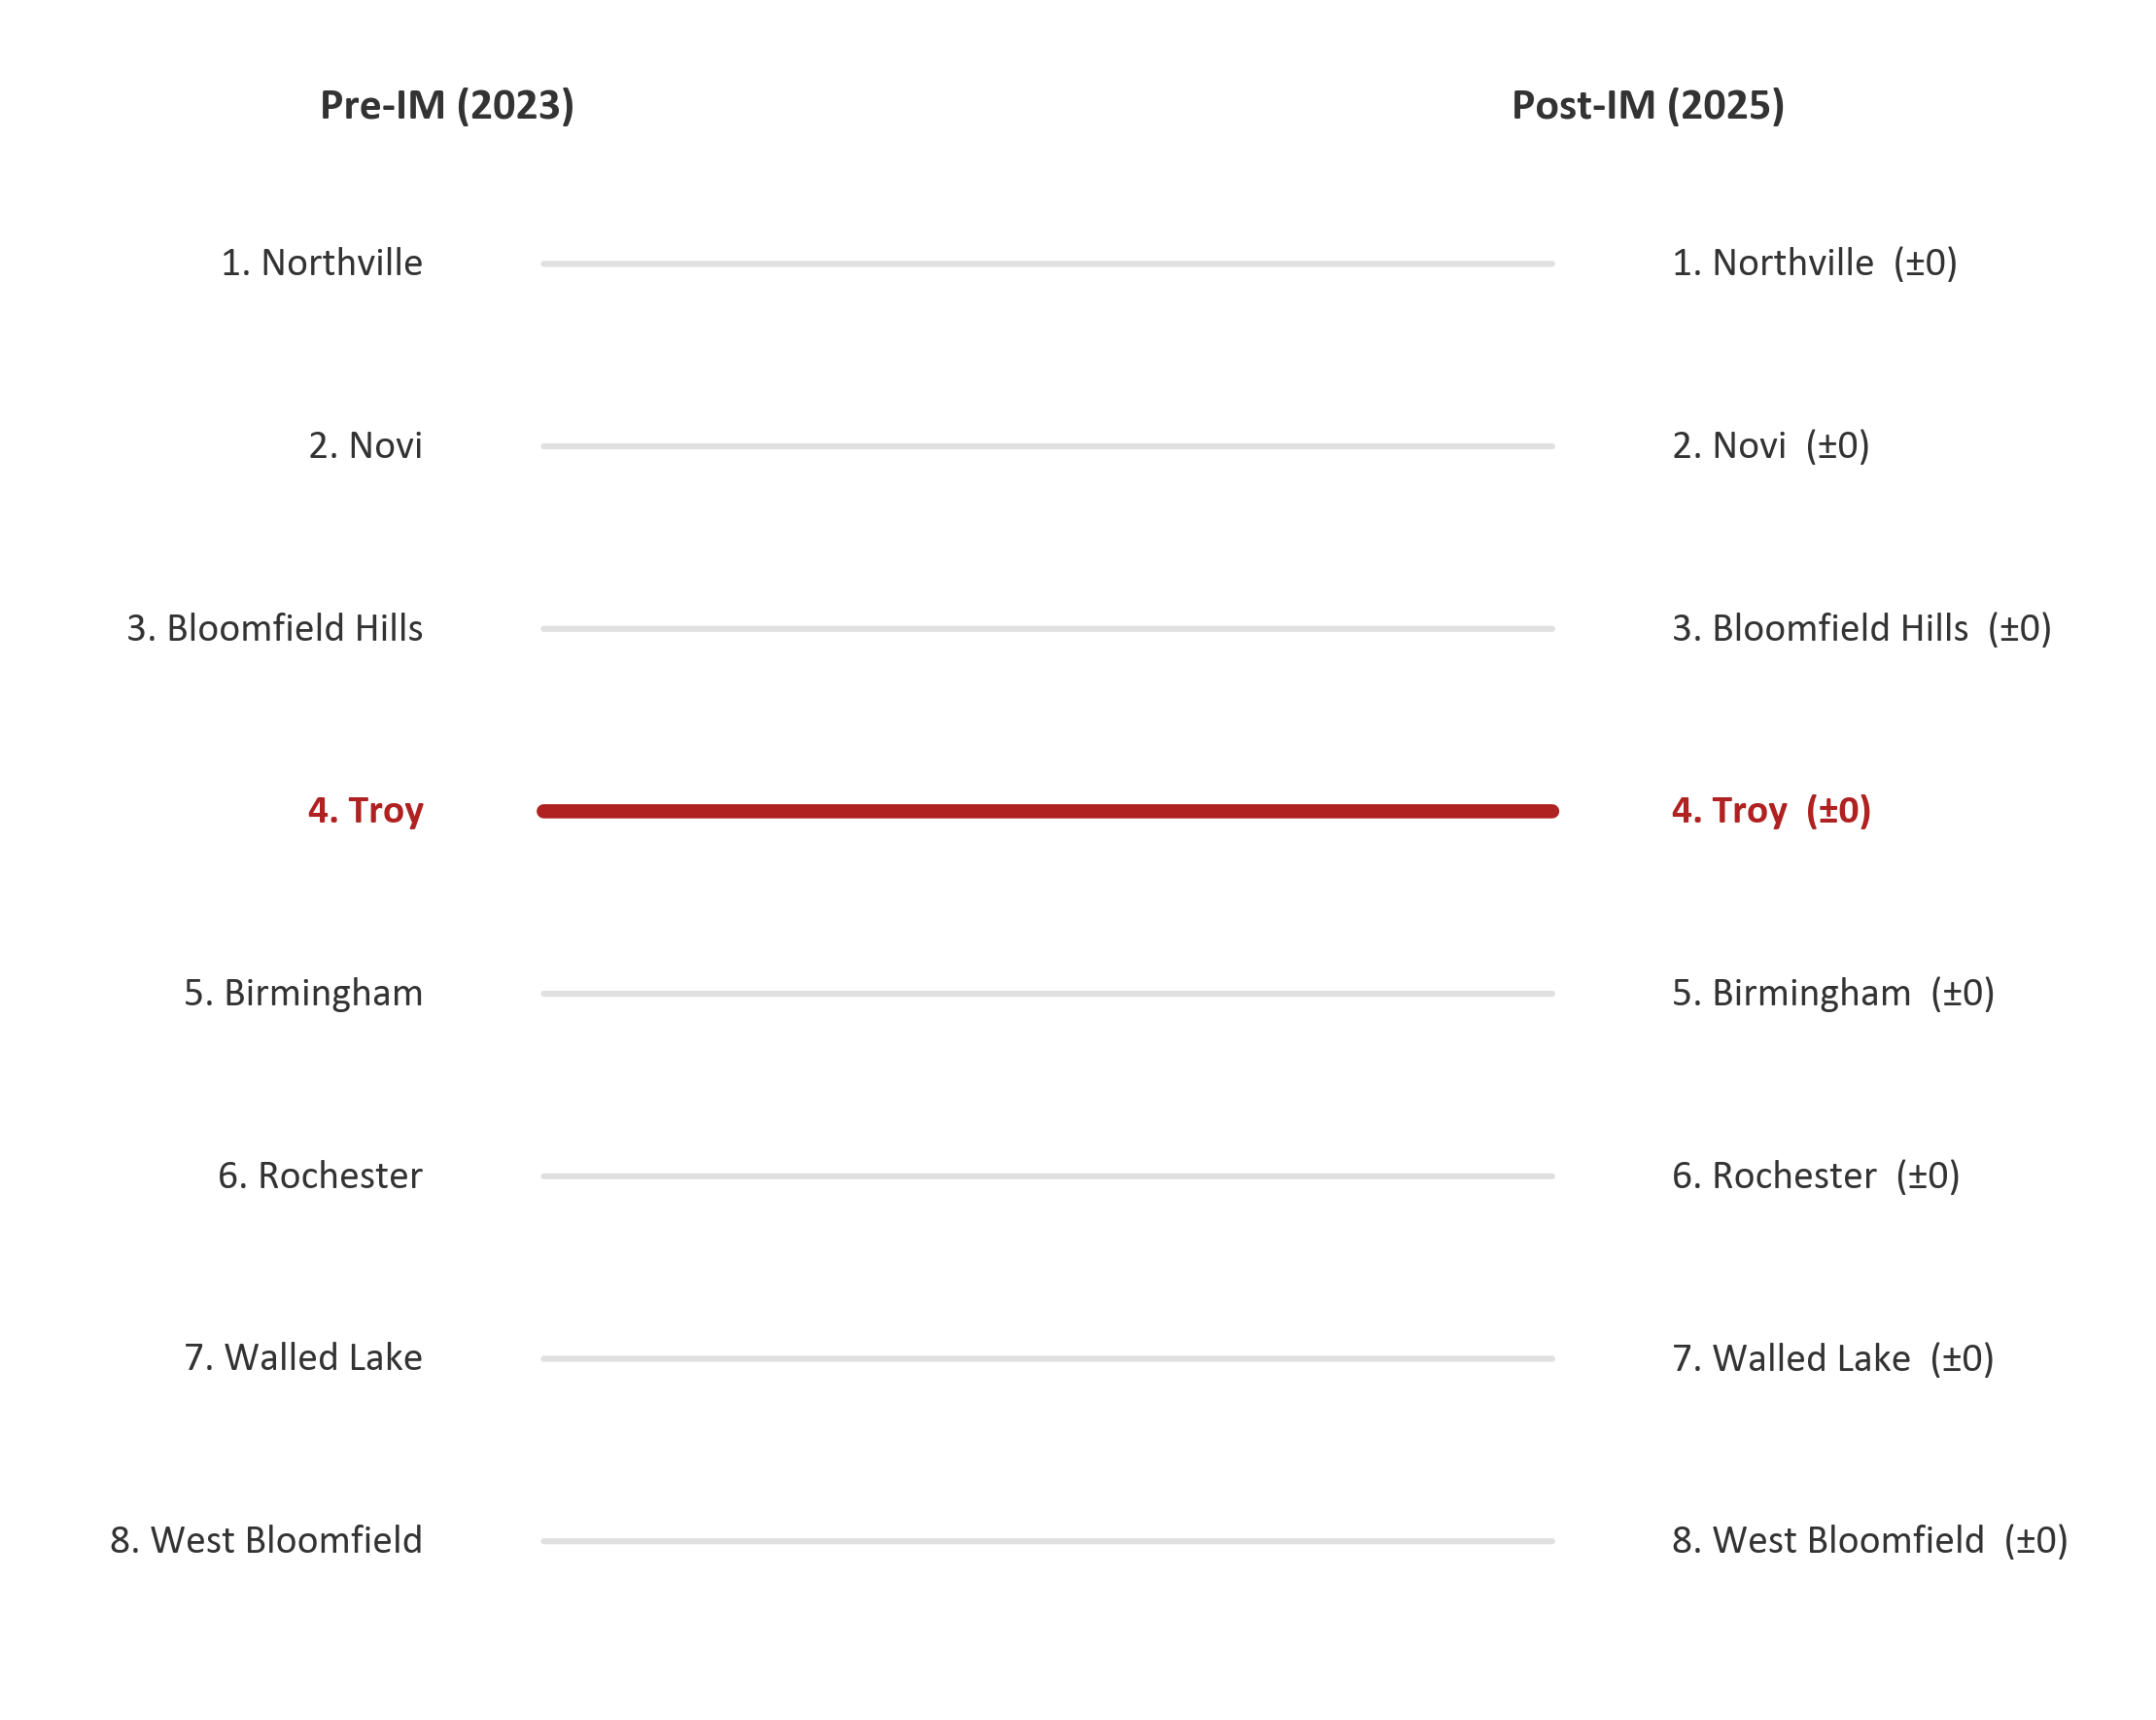 Pre-IM (2023) Post-IM (2025)
1. Northville 1. Northville (±0)
2. Novi 2. Novi (±0)
3. Bloomfield Hills 3. Bloomfield Hills (±0)
4. Troy 4. Troy (±0)
5. Birmingham 5. Birmingham (±0)
6. Rochester 6. Rochester (±0)
7. Walled Lake 7. Walled Lake (±0)
8. West Bloomfield 8. West Bloomfield (±0)